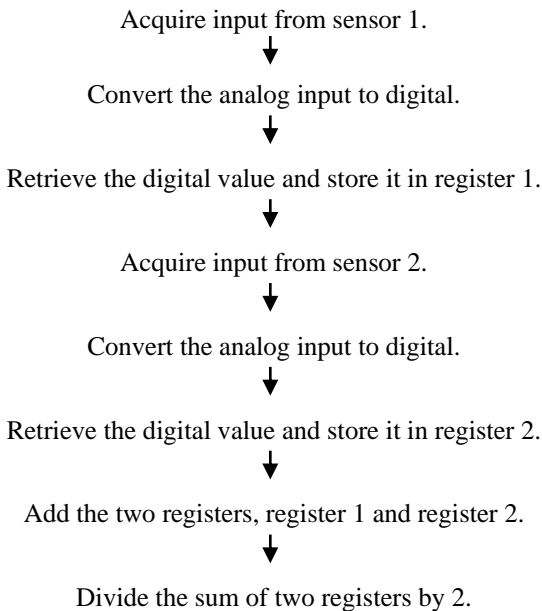 Acquire input from sensor 1.
Convert the analog input to digital.
Retrieve the digital value and store it in register 1.
Acquire input from sensor 2.
Convert the analog input to digital.
Retrieve the digital value and store it in register 2.
Add the two registers, register 1 and register 2.
Divide the sum of two registers by 2.